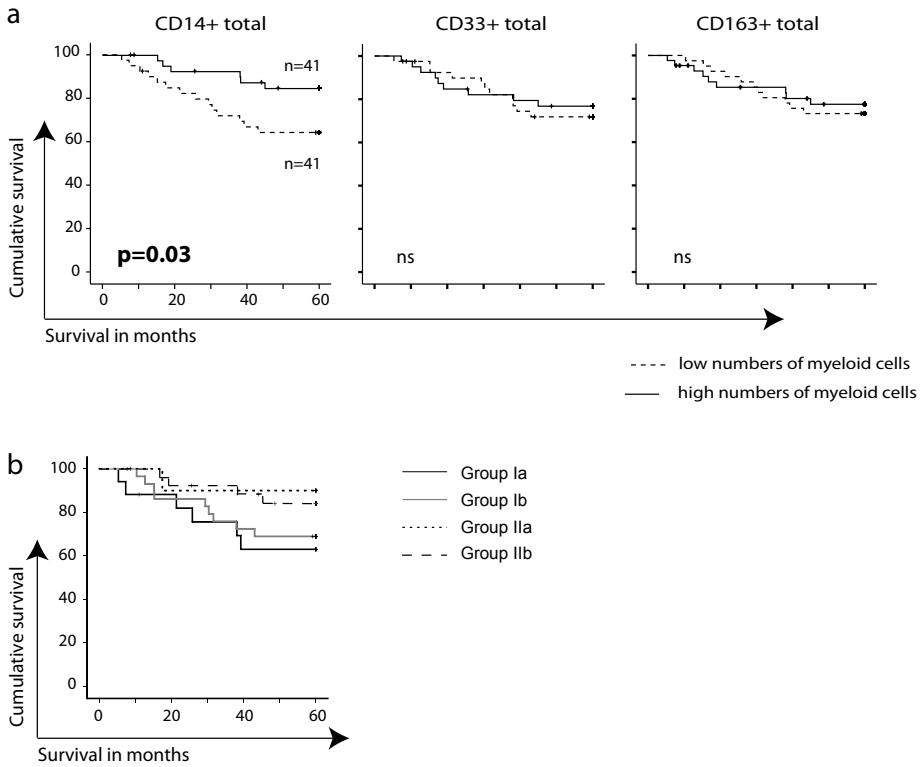 a
CD14+ total
CD33+ total
CD163+ total
100
80
60
40
20
0
n=41
n=41
p=0.03
ns
ns
0
20
40
60
Cumulative survival
Survival in months
low numbers of myeloid cells
high numbers of myeloid cells
b
100
80
60
40
20
0
0
20
40
60
Cumulative survival
Survival in months
Group Ia
Group Ib
Group IIa
Group IIb